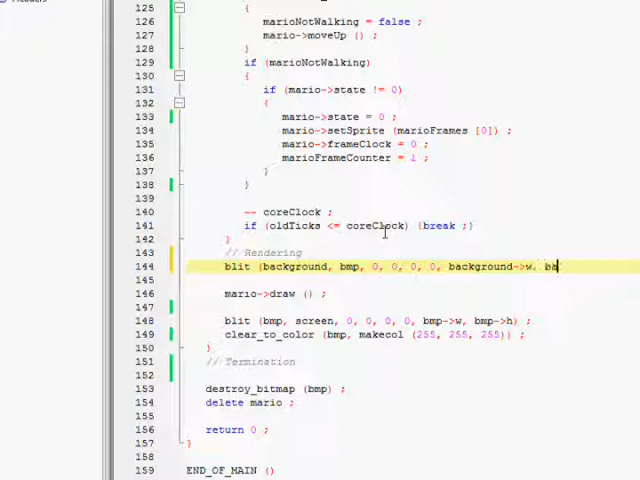 125 {
126 marioNotWalking = false ;
127 mario->moveUp () ;
128 }
129 if (marioNotWalking)
130 {
131 if (mario->state != 0)
132 {
133 mario->state = 0 ;
134 mario->setSprite (marioFrames [0]) ;
135 mario->frameClock = 0 ;
136 marioFrameCounter = 1 ;
137 }
138 }
139
140 -- coreClock ;
141 if (oldTicks <= coreClock) {break ;}
142 }
143 // Rendering
144 blit (background, bmp, 0, 0, 0, 0, background->w, ba
145
146 mario->draw () ;
147
148 blit (bmp, screen, 0, 0, 0, 0, bmp->w, bmp->h) ;
149 clear_to_color (bmp, makecol (255, 255, 255)) ;
150 }
151 // Termination
152
153 destroy_bitmap (bmp) ;
154 delete mario ;
155
156 return 0 ;
157 }
158
159 END_OF_MAIN ()